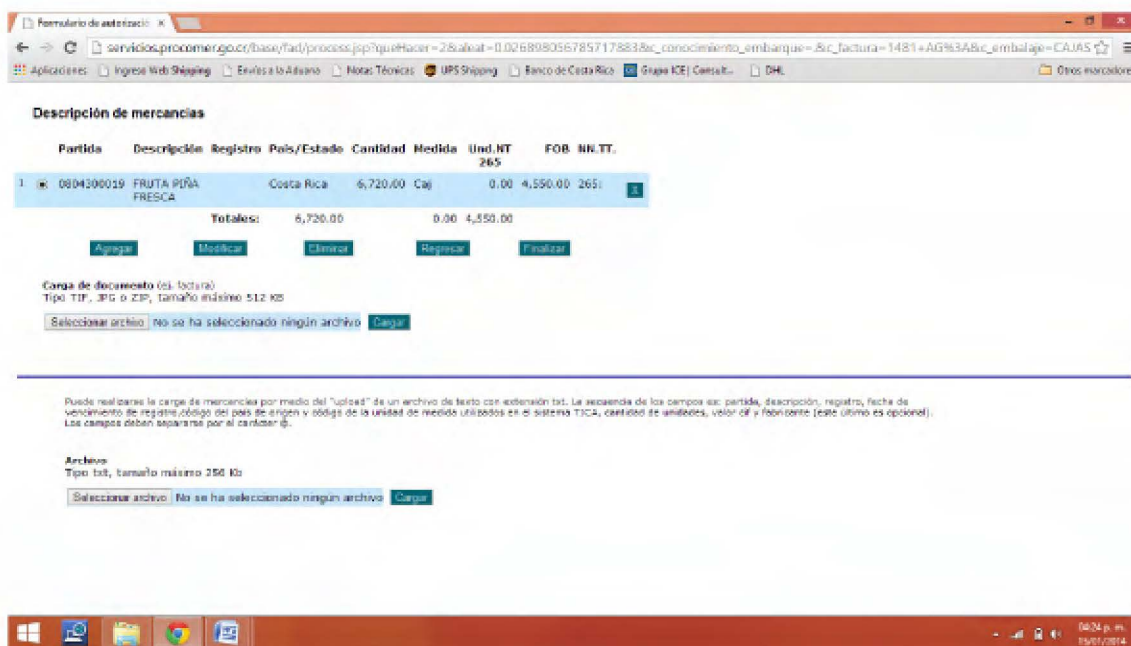 Formulario de autorizació
servicios.procomer.go.cr/base/fad/process.jsp?queHacer=2&aleat=0.026898056785717883&c_conocimiento_embarque=&c_factura=1481+AG%3A&c_embalaje=CAJAS
Aplicaciones Ingreso Web Shipping Envíos a la Aduana Notas Técnicas UPS Shipping Banco de Costa Rica Grupo ICE | Consult... DHL Otros marcadore
Descripción de mercancias
Partida Descripción Registro País/Estado Cantidad Medida Und.NT FOB NN.TT.
265
1 0804300019 FRUTA PIÑA Costa Rica 6,720.00 Caj 0.00 4,550.00 265: X
FRESCA
Totales: 6,720.00 0.00 4,550.00
Agregar Modificar Eliminar Regresar Finalizar
Carga de documento (ej. factura)
Tipo TIF, JPG o ZIP, tamaño máximo 512 KB
Seleccionar archivo No se ha seleccionado ningún archivo Cargar
Puede realizarse la carga de mercancías por medio del "upload" de un archivo de texto con extensión txt. La secuencia de los campos es: partida, descripción, registro, fecha de
vencimiento de registro,código del país de origen y código de la unidad de medida utilizados en el sistema TICA, cantidad de unidades, valor cif y fabricante (este último es opcional).
Los campos deben separarse por el carácter
Archivo
Tipo txt, tamaño máximo 256 Kb
Seleccionar archivo No se ha seleccionado ningún archivo Cargar
04:24 p. m.
15/01/2014